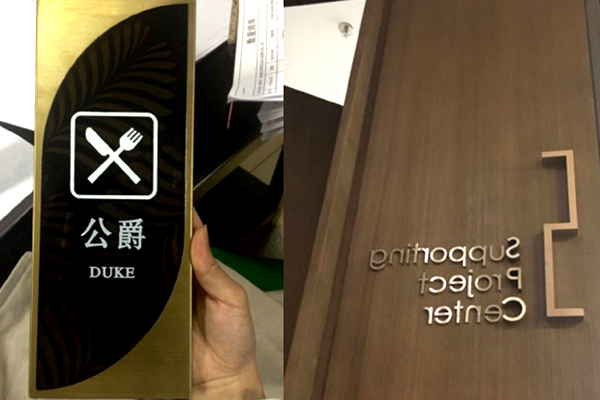 公爵
DUKE
Supporting
Project
Center